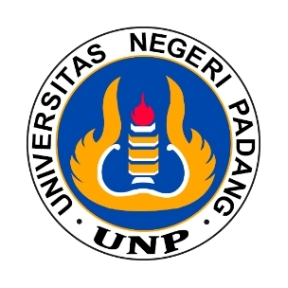 · UNIVERSITAS NEGERI PADANG ·
UNP